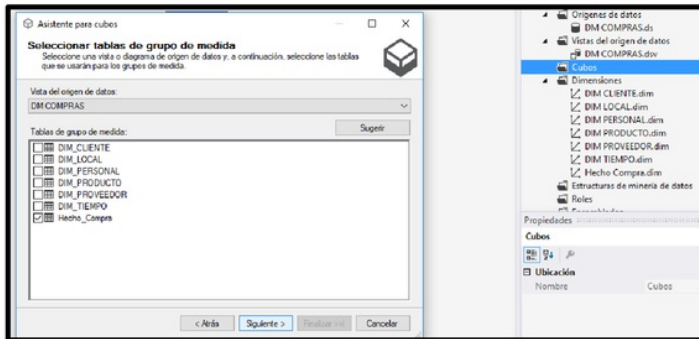 Asistente para cubos
Seleccionar tablas de grupo de medida
Seleccione una vista o diagrama de origen de datos y, a continuación, seleccione las tablas
que se usarán para los grupos de medida.
Vista del origen de datos:
DM COMPRAS
Tablas de grupo de medida:
Sugerir
DIM_CLIENTE
DIM_LOCAL
DIM_PERSONAL
DIM_PRODUCTO
DIM_PROVEEDOR
DIM_TIEMPO
Hecho_Compra
< Atrás
Siguiente >
Finalizar >>|
Cancelar
Orígenes de datos
DM COMPRAS.ds
Vistas del origen de datos
DM COMPRAS.dsv
Cubos
Dimensiones
DIM CLIENTE.dim
DIM LOCAL.dim
DIM PERSONAL.dim
DIM PRODUCTO.dim
DIM PROVEEDOR.dim
DIM TIEMPO.dim
Hecho Compra.dim
Estructuras de minería de datos
Roles
Propiedades
Cubos
Ubicación
Nombre Cubos